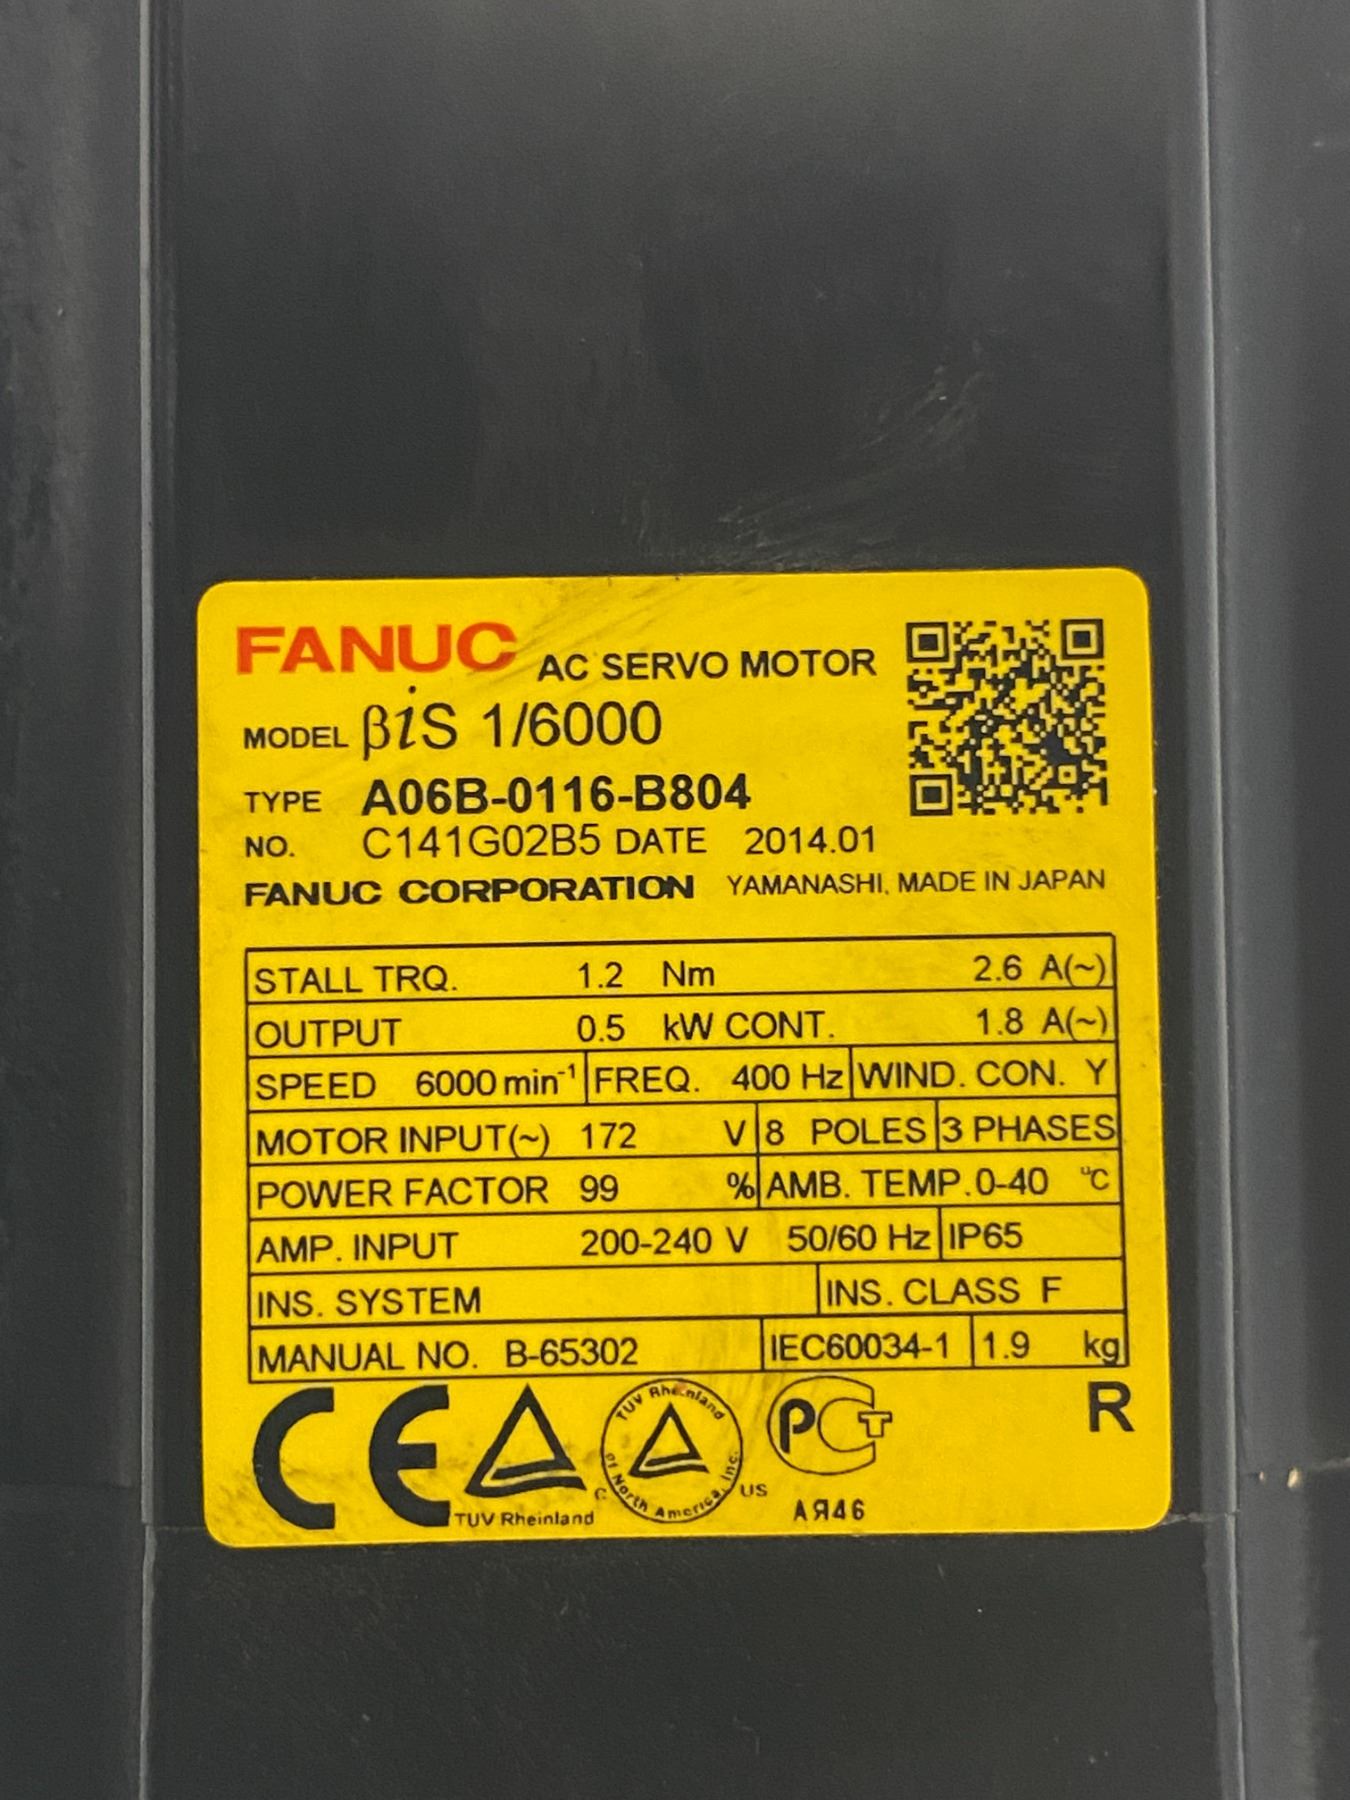 FANUC AC SERVO MOTOR
MODEL βiS 1/6000
TYPE A06B-0116-B804
NO. C141G02B5 DATE 2014.01
FANUC CORPORATION YAMANASHI, MADE IN JAPAN
STALL TRQ. 1.2 Nm 2.6 A(~)
OUTPUT 0.5 kW CONT. 1.8 A(~)
SPEED 6000 min⁻¹ FREQ. 400 Hz WIND. CON. Y
MOTOR INPUT(~) 172 V 8 POLES 3 PHASES
POWER FACTOR 99 % AMB. TEMP. 0-40 °C
AMP. INPUT 200-240 V 50/60 Hz IP65
INS. SYSTEM INS. CLASS F
MANUAL NO. B-65302 IEC60034-1 1.9 kg
R
CE
TUV Rheinland
C TUV Rheinland of North America, Inc. US
PCT
АЯ46